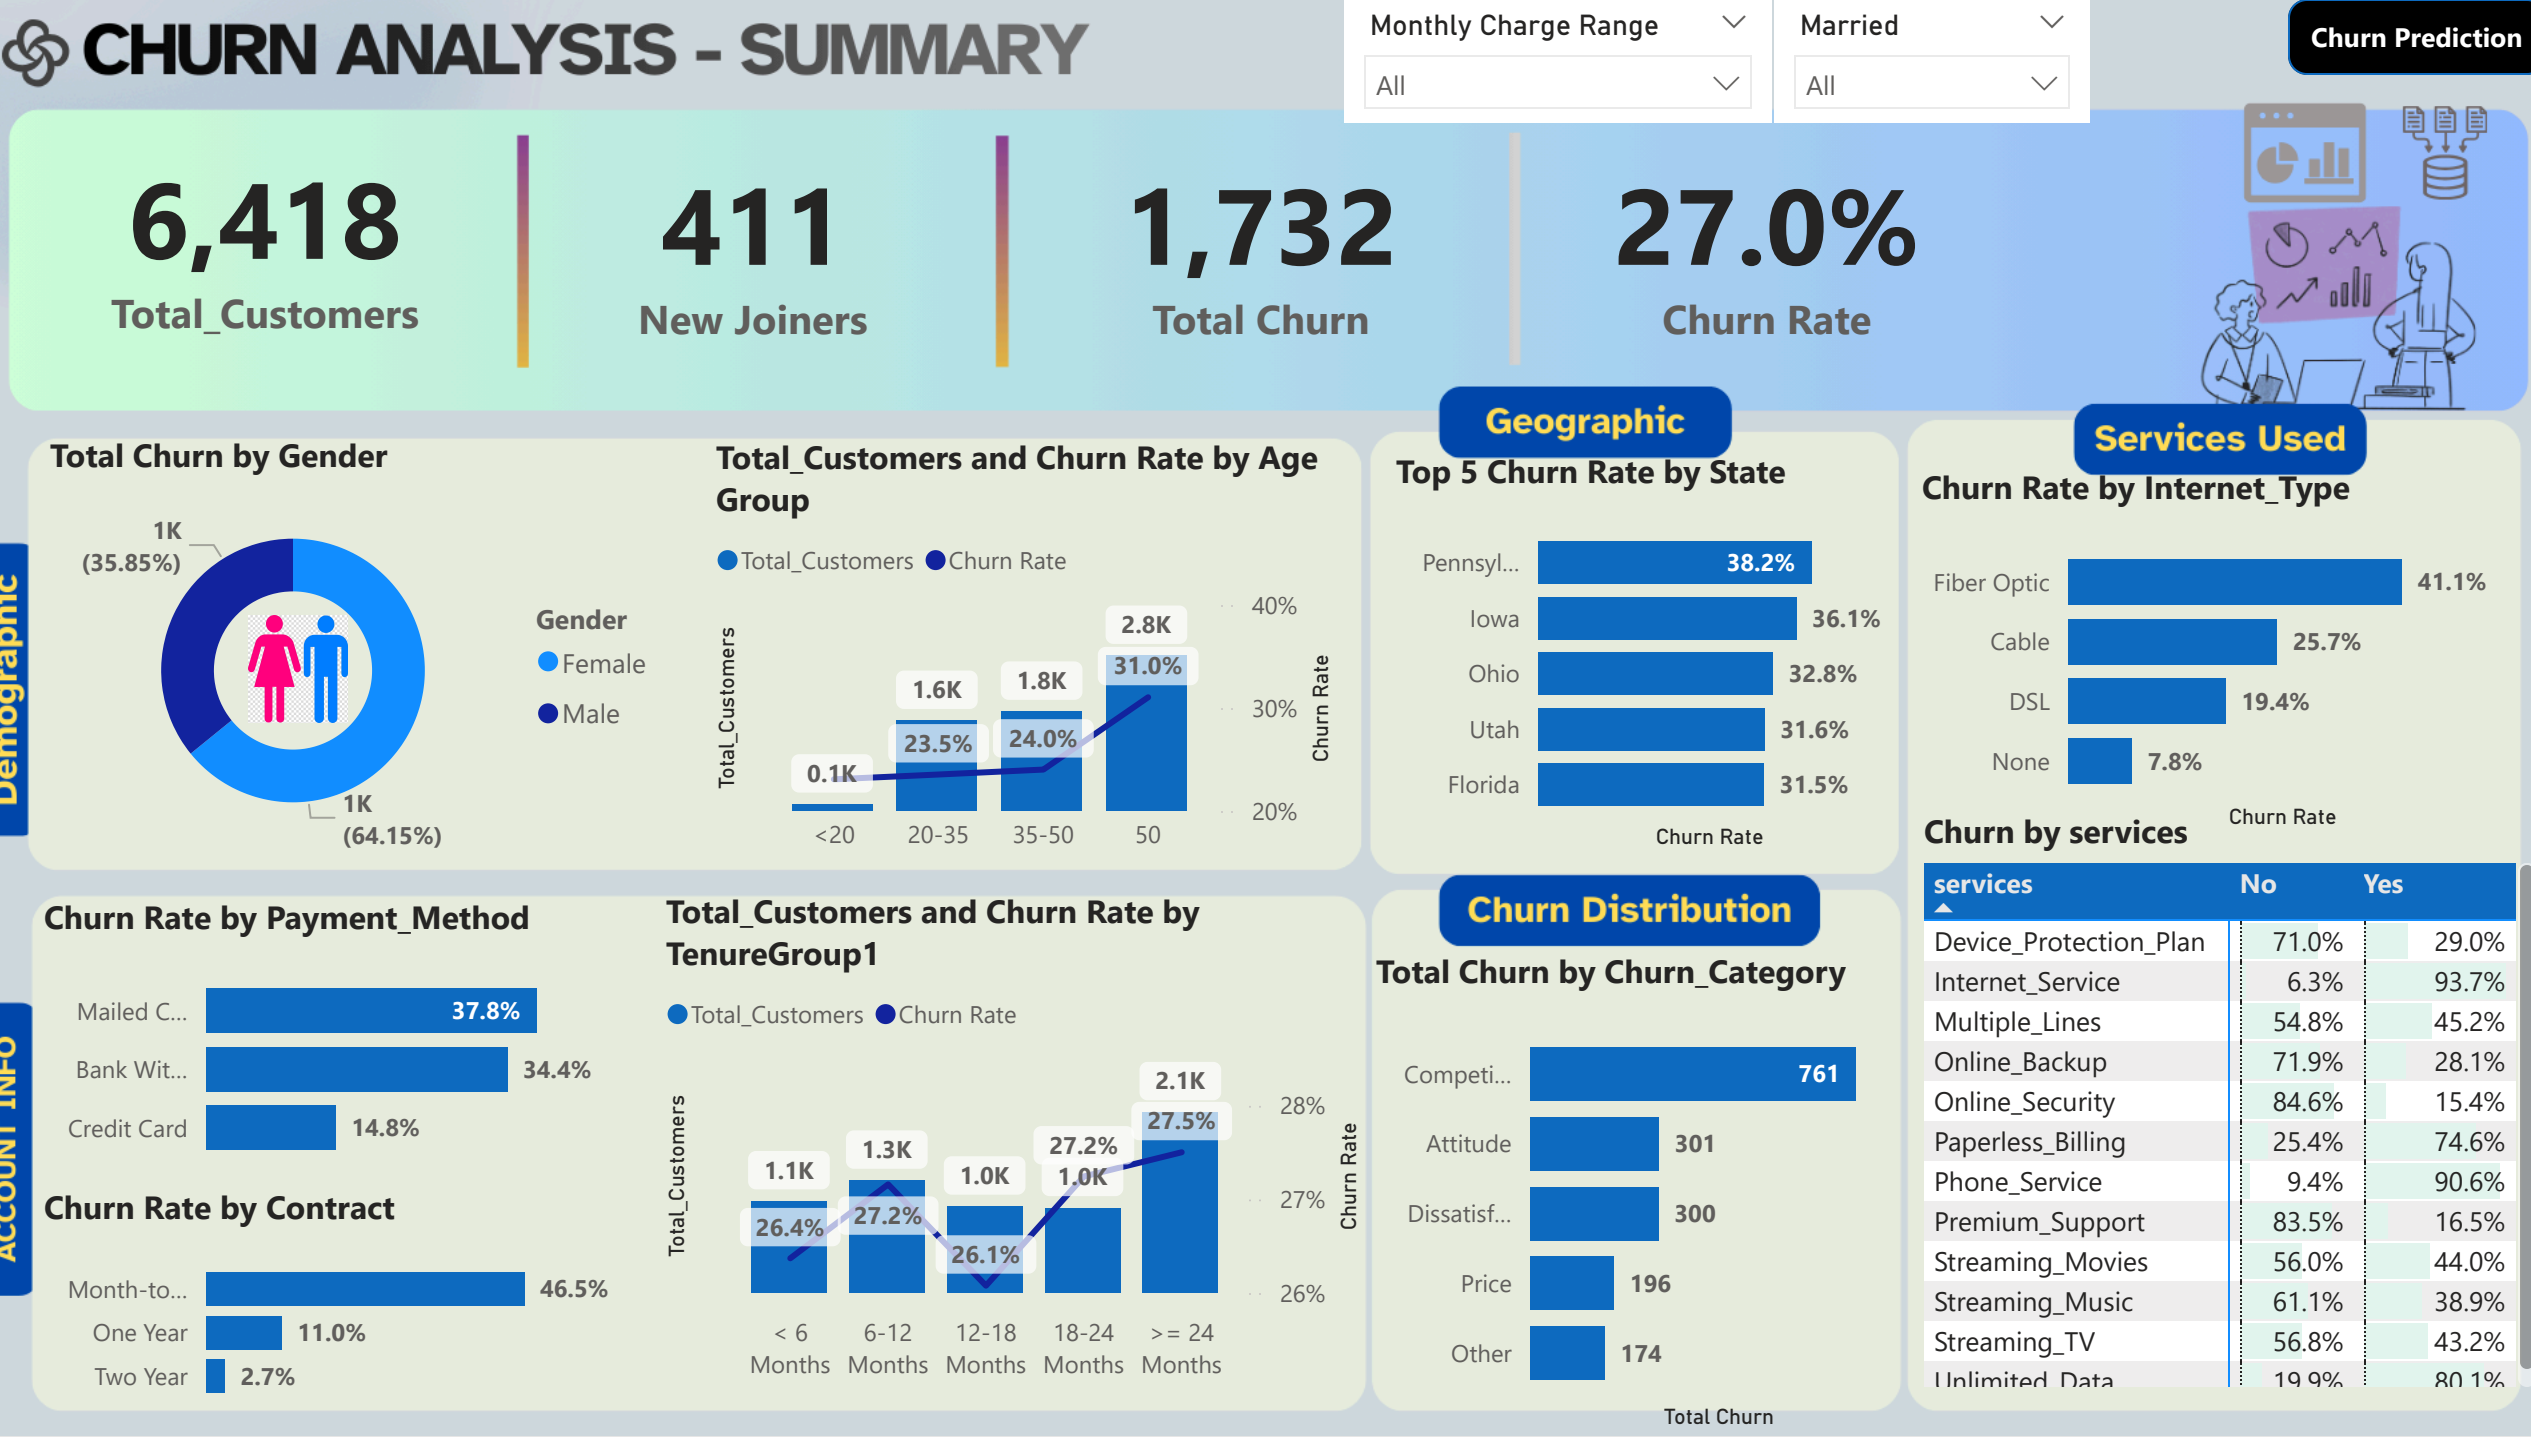 CHURN ANALYSIS - SUMMARY
Monthly Charge Range
All
Married
All
Churn Prediction
6,418
Total_Customers
411
New Joiners
1,732
Total Churn
27.0%
Churn Rate
Demographic
Total Churn by Gender
1K
(35.85%)
1K
(64.15%)
Gender
Female
Male
Total_Customers and Churn Rate by Age
Group
Total_Customers Churn Rate
Total_Customers
0.1K
1.6K
23.5%
1.8K
24.0%
2.8K
31.0%
40%
30%
20%
Churn Rate
<20 20-35 35-50 50
Geographic
Top 5 Churn Rate by State
Pennsyl... 38.2%
Iowa 36.1%
Ohio 32.8%
Utah 31.6%
Florida 31.5%
Churn Rate
Services Used
Churn Rate by Internet_Type
Fiber Optic 41.1%
Cable 25.7%
DSL 19.4%
None 7.8%
Churn Rate
Churn by services
services No Yes
Device_Protection_Plan 71.0% 29.0%
Internet_Service 6.3% 93.7%
Multiple_Lines 54.8% 45.2%
Online_Backup 71.9% 28.1%
Online_Security 84.6% 15.4%
Paperless_Billing 25.4% 74.6%
Phone_Service 9.4% 90.6%
Premium_Support 83.5% 16.5%
Streaming_Movies 56.0% 44.0%
Streaming_Music 61.1% 38.9%
Streaming_TV 56.8% 43.2%
Unlimited_Data 19.9% 80.1%
ACCOUNT INFO
Churn Rate by Payment_Method
Mailed C... 37.8%
Bank Wit... 34.4%
Credit Card 14.8%
Churn Rate by Contract
Month-to... 46.5%
One Year 11.0%
Two Year 2.7%
Total_Customers and Churn Rate by
TenureGroup1
Total_Customers Churn Rate
Total_Customers
1.1K
26.4%
1.3K
27.2%
1.0K
26.1%
27.2%
1.0K
2.1K
27.5%
28%
27%
26%
Churn Rate
< 6 6-12 12-18 18-24 >= 24
Months Months Months Months Months
Churn Distribution
Total Churn by Churn_Category
Competi... 761
Attitude 301
Dissatisf... 300
Price 196
Other 174
Total Churn